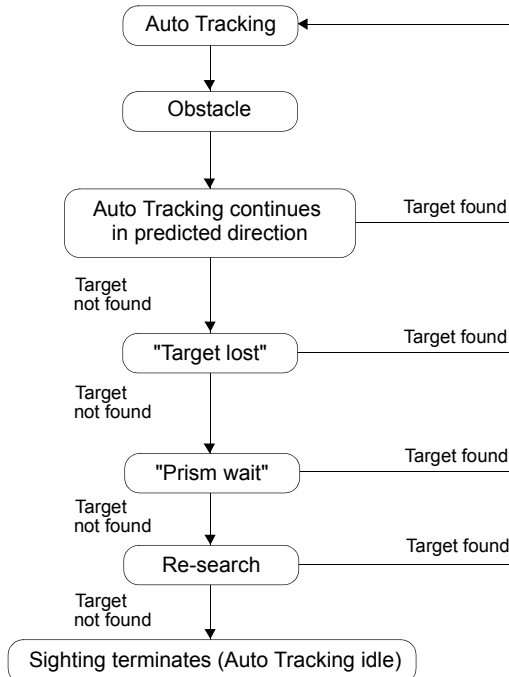 Auto Tracking
Obstacle
Auto Tracking continues
in predicted direction
Target found
Target
not found
"Target lost"
Target found
Target
not found
"Prism wait"
Target found
Target
not found
Re-search
Target found
Target
not found
Sighting terminates (Auto Tracking idle)